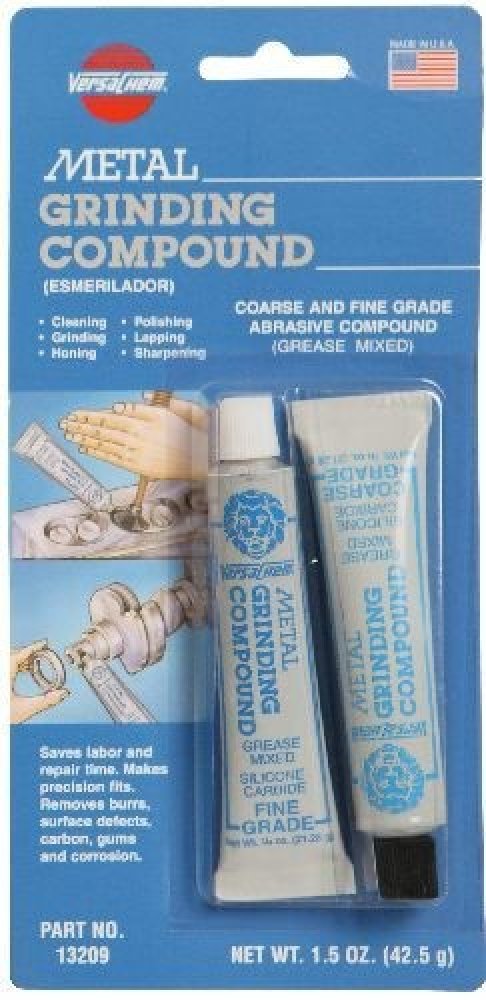 VERSACHEM
MADE IN U.S.A.
METAL
GRINDING
COMPOUND
(ESMERILADOR)
• Cleaning • Polishing
• Grinding • Lapping
• Honing • Sharpening
COARSE AND FINE GRADE
ABRASIVE COMPOUND
(GREASE MIXED)
VERSACHEM
METAL
GRINDING
COMPOUND
GREASE
MIXED
SILICONE
CARBIDE
FINE
GRADE
VERSACHEM
METAL
GRINDING
COMPOUND
GREASE
MIXED
SILICONE
CARBIDE
COARSE
GRADE
Saves labor and
repair time. Makes
precision fits.
Removes burrs,
surface defects,
carbon, gums
and corrosion.
PART NO.
13209
NET WT. 1.5 OZ. (42.5 g)